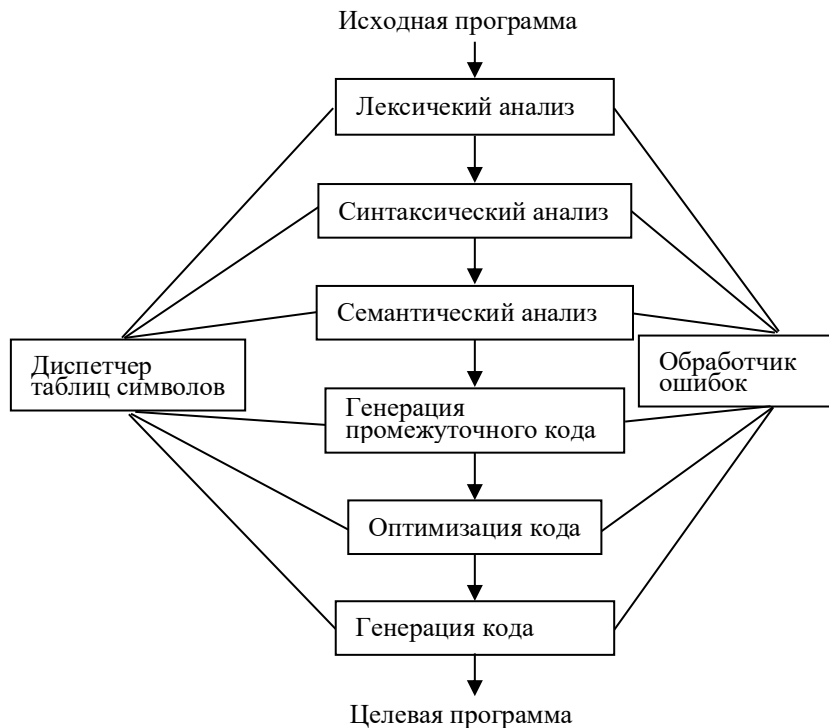 Исходная программа
Лексичекий анализ
Синтаксический анализ
Семантический анализ
Диспетчер
таблиц символов
Обработчик
ошибок
Генерация
промежуточного кода
Оптимизация кода
Генерация кода
Целевая программа